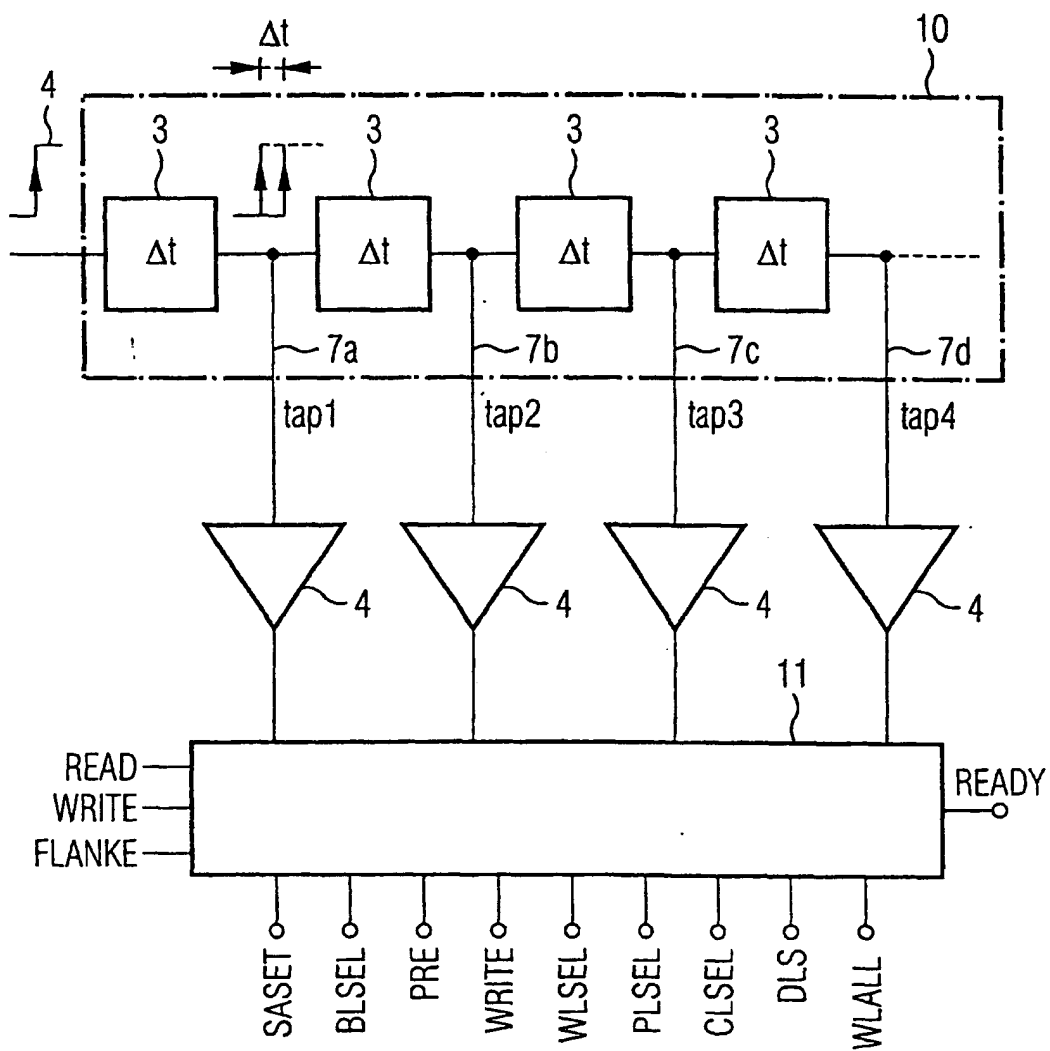 Δt
10
4
3
3
3
3
Δt
Δt
Δt
Δt
7a
7b
7c
7d
tap1
tap2
tap3
tap4
4
4
4
4
11
READ
WRITE
FLANKE
READY
SASET
BLSEL
PRE
WRITE
WLSEL
PLSEL
CLSEL
DLS
WLALL